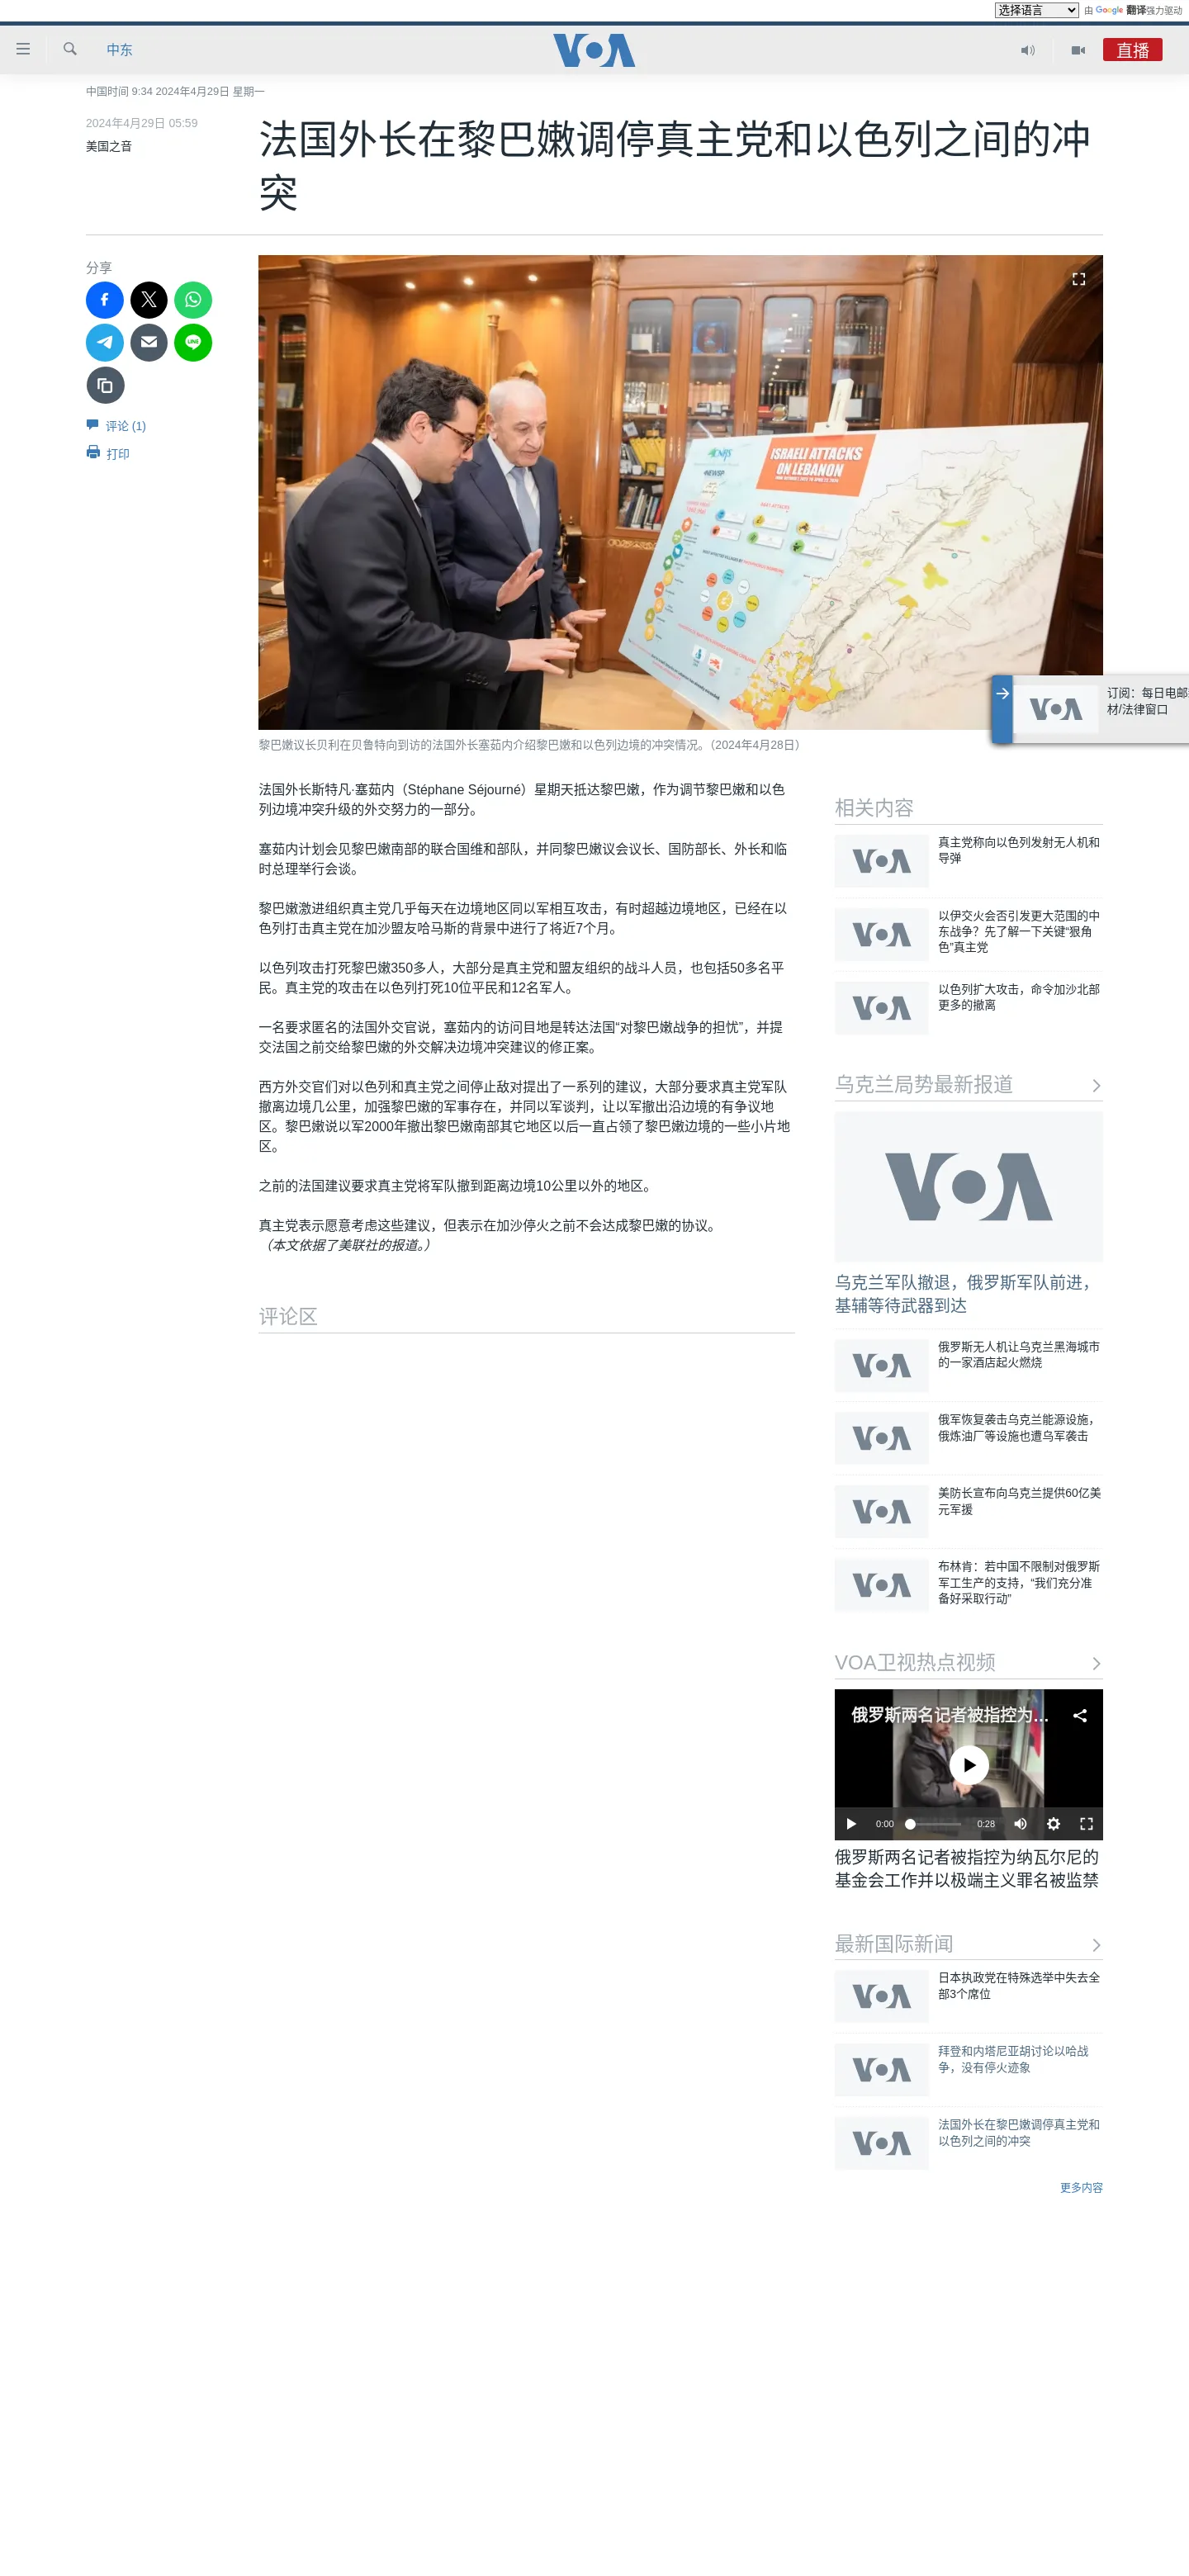 选择语言 由 Google 翻译强力驱动
中东
VOA
直播
中国时间 9:34 2024年4月29日 星期一
2024年4月29日 05:59
美国之音
法国外长在黎巴嫩调停真主党和以色列之间的冲
突
分享
评论 (1)
打印
CNRS
ISRAELI ATTACKS
ON LEBANON
订阅：每日电邮
材/法律窗口
VOA
黎巴嫩议长贝利在贝鲁特向到访的法国外长塞茹内介绍黎巴嫩和以色列边境的冲突情况。（2024年4月28日）
法国外长斯特凡·塞茹内（Stéphane Séjourné）星期天抵达黎巴嫩，作为调节黎巴嫩和以色
列边境冲突升级的外交努力的一部分。
塞茹内计划会见黎巴嫩南部的联合国维和部队，并同黎巴嫩议会议长、国防部长、外长和临
时总理举行会谈。
黎巴嫩激进组织真主党几乎每天在边境地区同以军相互攻击，有时超越边境地区，已经在以
色列打击真主党在加沙盟友哈马斯的背景中进行了将近7个月。
以色列攻击打死黎巴嫩350多人，大部分是真主党和盟友组织的战斗人员，也包括50多名平
民。真主党的攻击在以色列打死10位平民和12名军人。
一名要求匿名的法国外交官说，塞茹内的访问目地是转达法国“对黎巴嫩战争的担忧”，并提
交法国之前交给黎巴嫩的外交解决边境冲突建议的修正案。
西方外交官们对以色列和真主党之间停止敌对提出了一系列的建议，大部分要求真主党军队
撤离边境几公里，加强黎巴嫩的军事存在，并同以军谈判，让以军撤出沿边境的有争议地
区。黎巴嫩说以军2000年撤出黎巴嫩南部其它地区以后一直占领了黎巴嫩边境的一些小片地
区。
之前的法国建议要求真主党将军队撤到距离边境10公里以外的地区。
真主党表示愿意考虑这些建议，但表示在加沙停火之前不会达成黎巴嫩的协议。
（本文依据了美联社的报道。）
评论区
相关内容
VOA
真主党称向以色列发射无人机和
导弹
VOA
以伊交火会否引发更大范围的中
东战争？先了解一下关键“狠角
色”真主党
VOA
以色列扩大攻击，命令加沙北部
更多的撤离
乌克兰局势最新报道
VOA
乌克兰军队撤退，俄罗斯军队前进，
基辅等待武器到达
VOA
俄罗斯无人机让乌克兰黑海城市
的一家酒店起火燃烧
VOA
俄军恢复袭击乌克兰能源设施，
俄炼油厂等设施也遭乌军袭击
VOA
美防长宣布向乌克兰提供60亿美
元军援
VOA
布林肯：若中国不限制对俄罗斯
军工生产的支持，“我们充分准
备好采取行动”
VOA卫视热点视频
俄罗斯两名记者被指控为...
0:00
0:28
俄罗斯两名记者被指控为纳瓦尔尼的
基金会工作并以极端主义罪名被监禁
最新国际新闻
VOA
日本执政党在特殊选举中失去全
部3个席位
VOA
拜登和内塔尼亚胡讨论以哈战
争，没有停火迹象
VOA
法国外长在黎巴嫩调停真主党和
以色列之间的冲突
更多内容